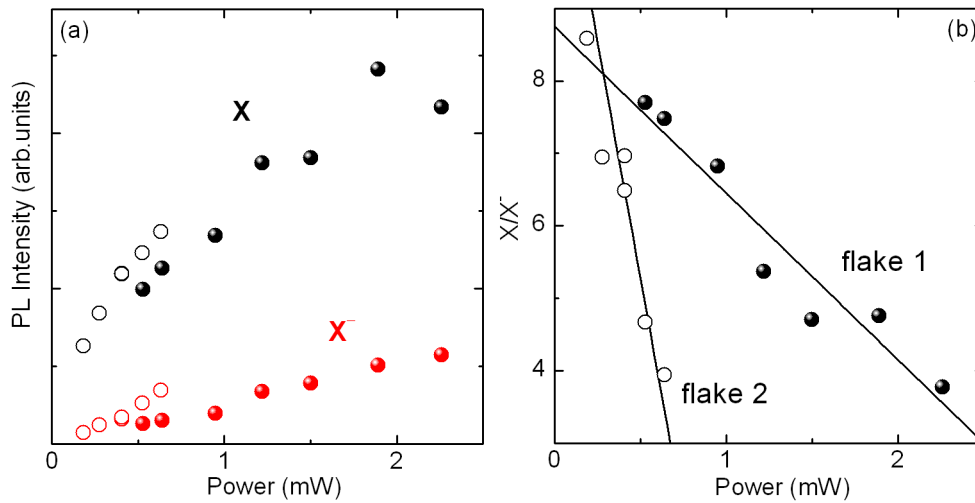 (a)
X
X⁻
PL Intensity (arb.units)
0
1
2
Power (mW)
(b)
8
6
4
X/X⁻
flake 1
flake 2
0
1
2
Power (mW)